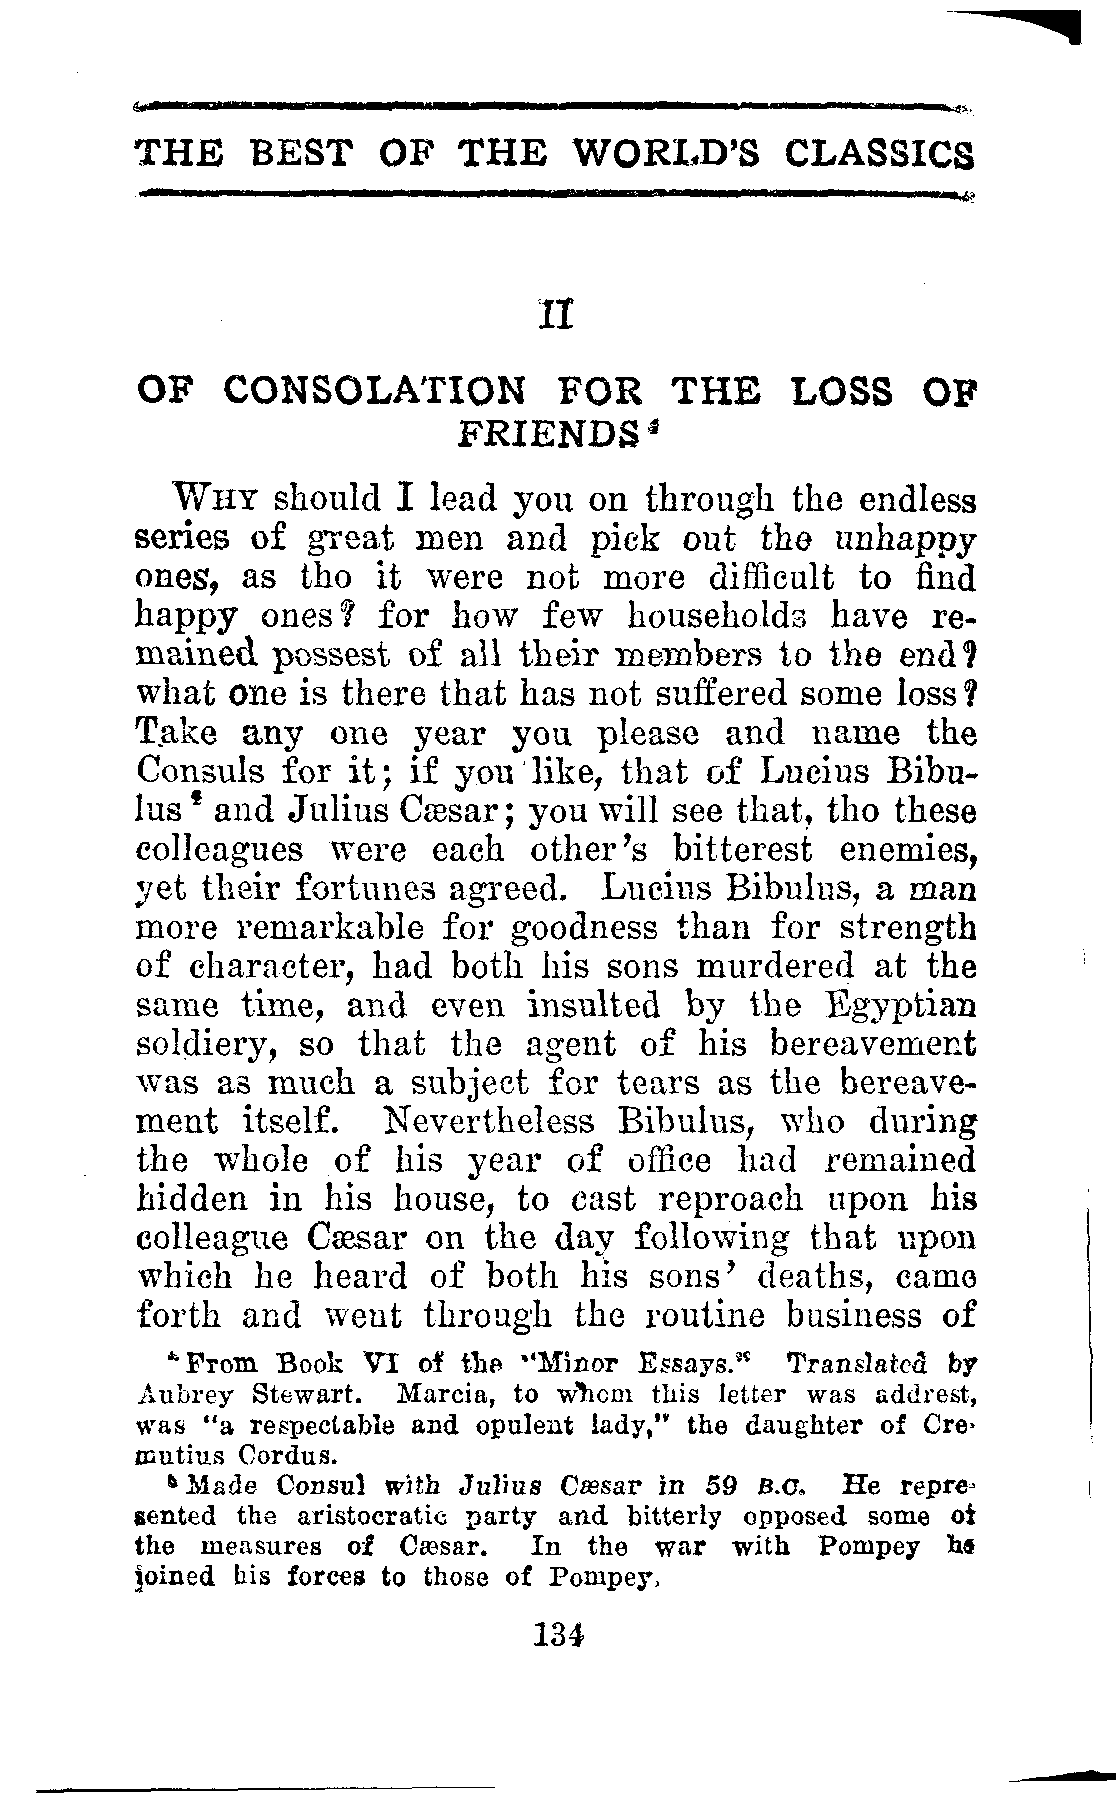 THE BEST OF THE WORLD'S CLASSICS
II
OF CONSOLATION FOR THE LOSS OF
FRIENDS
WHY should I lead you on through the endless
series of great men and pick out the unhappy
ones, as tho it were not more difficult to find
happy ones? for how few households have re-
mained possest of all their members to the end?
what one is there that has not suffered some loss?
Take any one year you please and name the
Consuls for it; if you like, that of Lucius Bibu-
lus and Julius Cæsar; you will see that, tho these
colleagues were each other's bitterest enemies,
yet their fortunes agreed. Lucius Bibulus, a man
more remarkable for goodness than for strength
of character, had both his sons murdered at the
same time, and even insulted by the Egyptian
soldiery, so that the agent of his bereavement
was as much a subject for tears as the bereave-
ment itself. Nevertheless Bibulus, who during
the whole of his year of office had remained
hidden in his house, to cast reproach upon his
colleague Cæsar on the day following that upon
which he heard of both his sons' deaths, came
forth and went through the routine business of
From Book VI of the "Minor Essays." Translated by
Aubrey Stewart. Marcia, to whom this letter was addrest,
was "a respectable and opulent lady," the daughter of Cre-
mutius Cordus.
Made Consul with Julius Cæsar in 59 B.C. He repre-
sented the aristocratic party and bitterly opposed some of
the measures of Cæsar. In the war with Pompey he
joined his forces to those of Pompey.
134